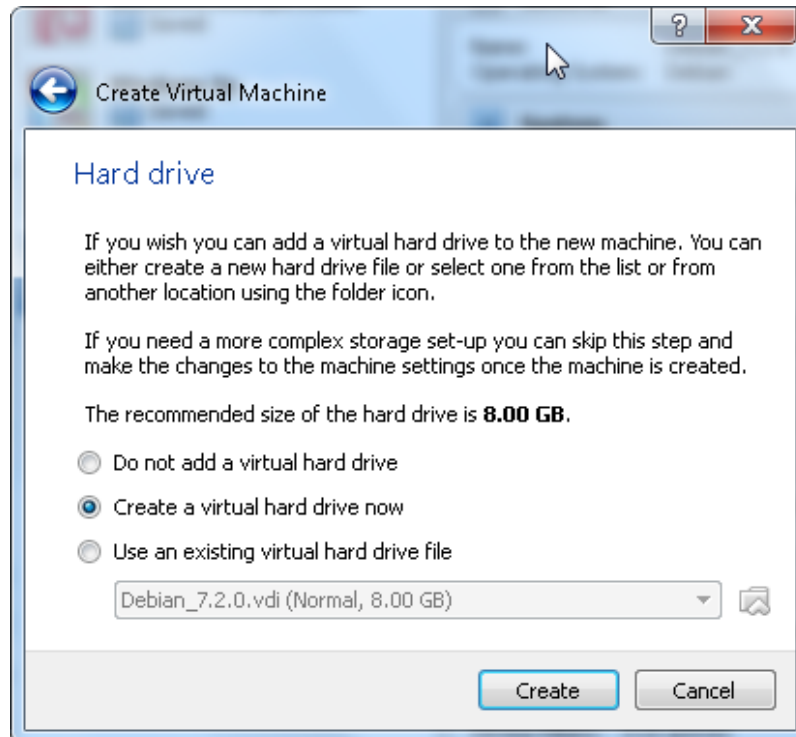 Create Virtual Machine
Hard drive
If you wish you can add a virtual hard drive to the new machine. You can
either create a new hard drive file or select one from the list or from
another location using the folder icon.
If you need a more complex storage set-up you can skip this step and
make the changes to the machine settings once the machine is created.
The recommended size of the hard drive is 8.00 GB.
Do not add a virtual hard drive
Create a virtual hard drive now
Use an existing virtual hard drive file
Debian_7.2.0.vdi (Normal, 8.00 GB)
Create
Cancel